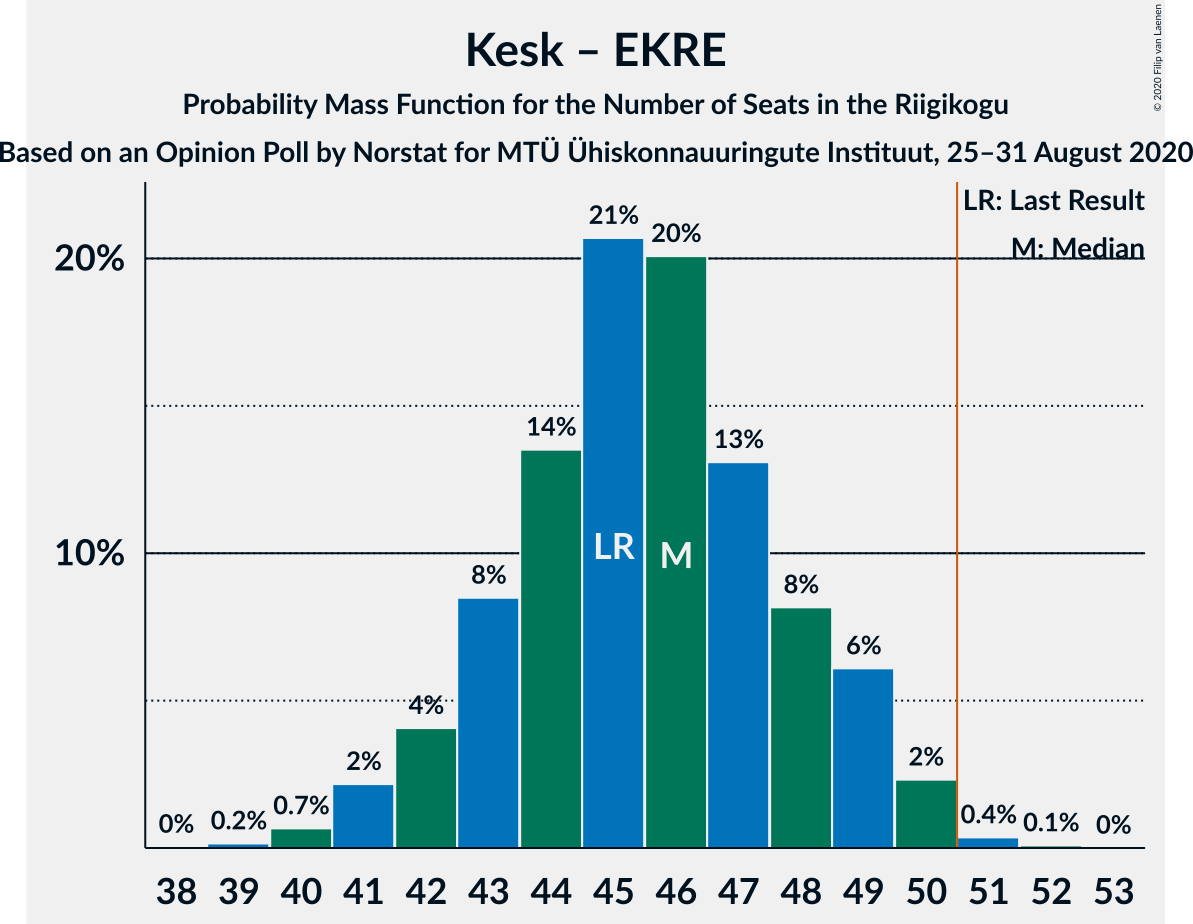 Kesk – EKRE
Probability Mass Function for the Number of Seats in the Riigikogu
Based on an Opinion Poll by Norstat for MTÜ Ühiskonnauuringute Instituut, 25–31 August 2020
© 2020 Filip van Laenen
LR: Last Result
M: Median
20%
10%
0%
0.2%
0.7%
2%
4%
8%
14%
21%
20%
13%
8%
6%
2%
0.4%
0.1%
0%
LR
M
38 39 40 41 42 43 44 45 46 47 48 49 50 51 52 53